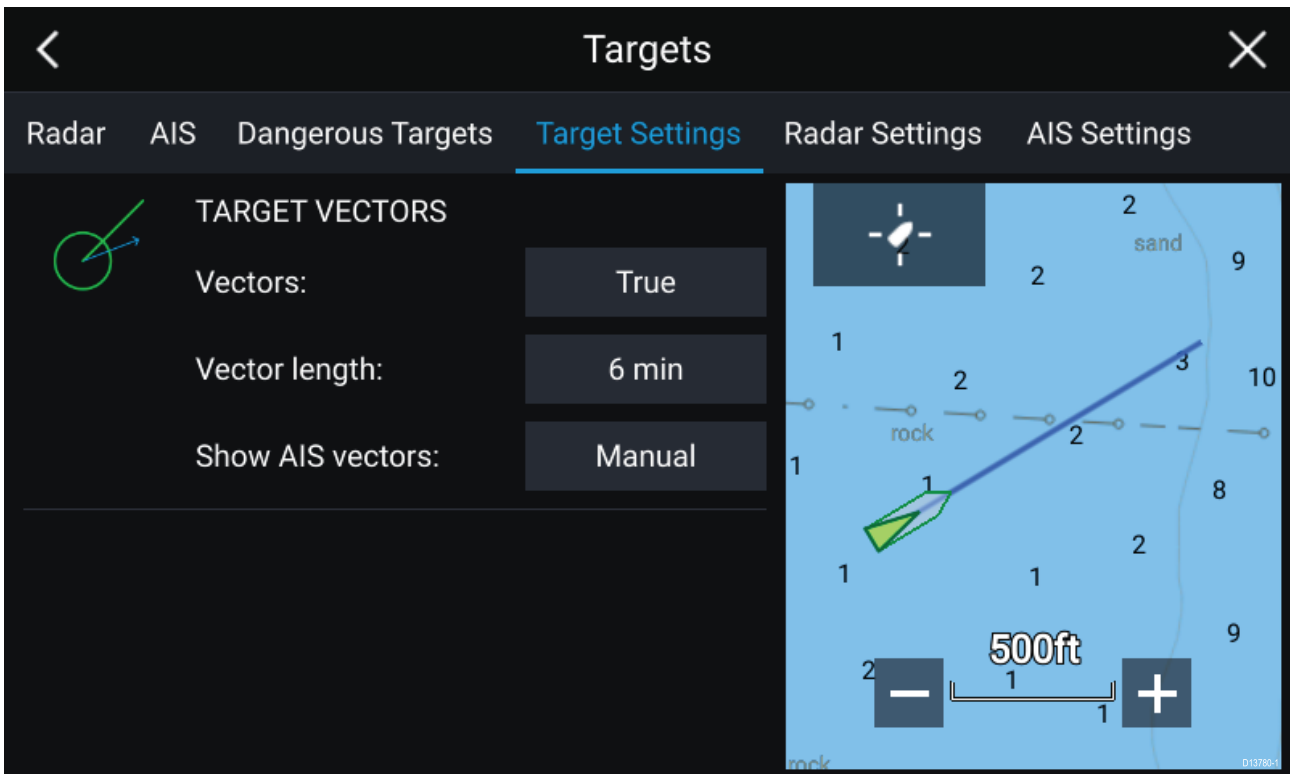 Targets
Radar AIS Dangerous Targets Target Settings Radar Settings AIS Settings
TARGET VECTORS
Vectors: True
Vector length: 6 min
Show AIS vectors: Manual
2
sand
9
2
2
1
3
2
10
rock
2
1
1
8
2
1
1
9
500ft
2
1
1
rock
D13780-1